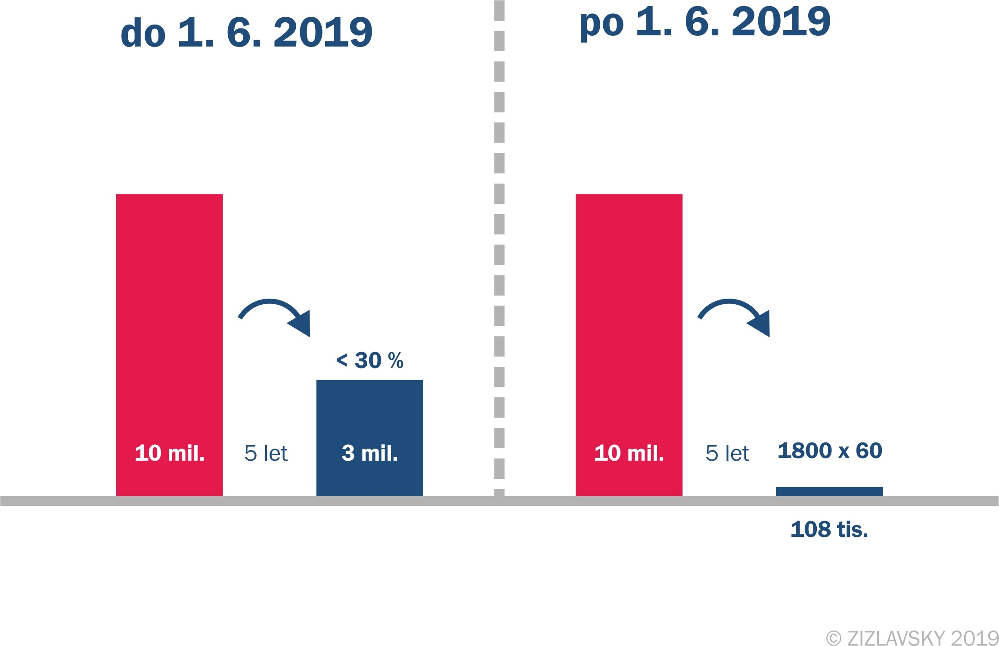 do 1. 6. 2019
po 1. 6. 2019
< 30 %
10 mil.
5 let
3 mil.
10 mil.
5 let
1800 x 60
108 tis.
© ZIZLAVSKY 2019